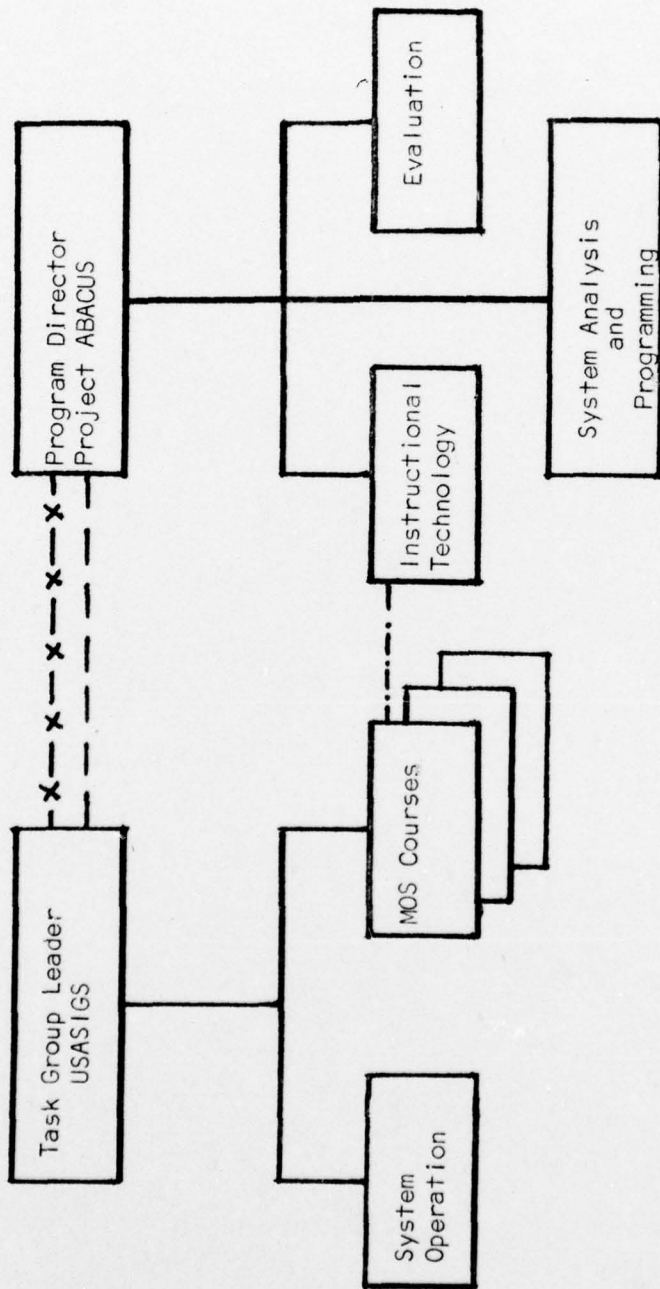 Task Group Leader
USASIGS
Program Director
Project ABACUS
System
Operation
MOS Courses
Instructional
Technology
Evaluation
System Analysis
and
Programming